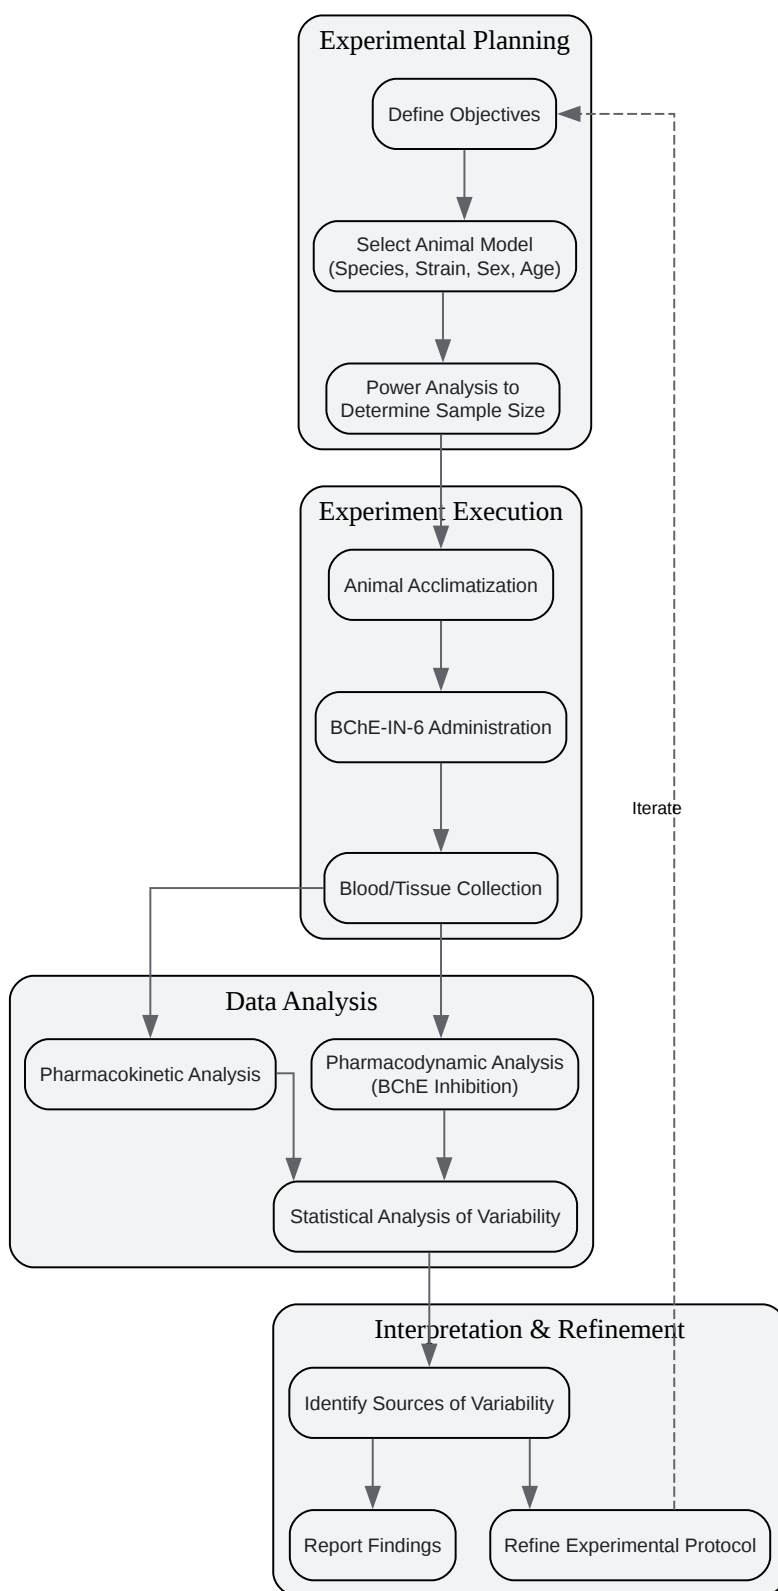 Experimental Planning
Define Objectives
Select Animal Model
(Species, Strain, Sex, Age)
Power Analysis to
Determine Sample Size
Experiment Execution
Animal Acclimatization
BChE-IN-6 Administration
Iterate
Blood/Tissue Collection
Data Analysis
Pharmacokinetic Analysis
Pharmacodynamic Analysis
(BChE Inhibition)
Statistical Analysis of Variability
Interpretation & Refinement
Identify Sources of Variability
Report Findings
Refine Experimental Protocol